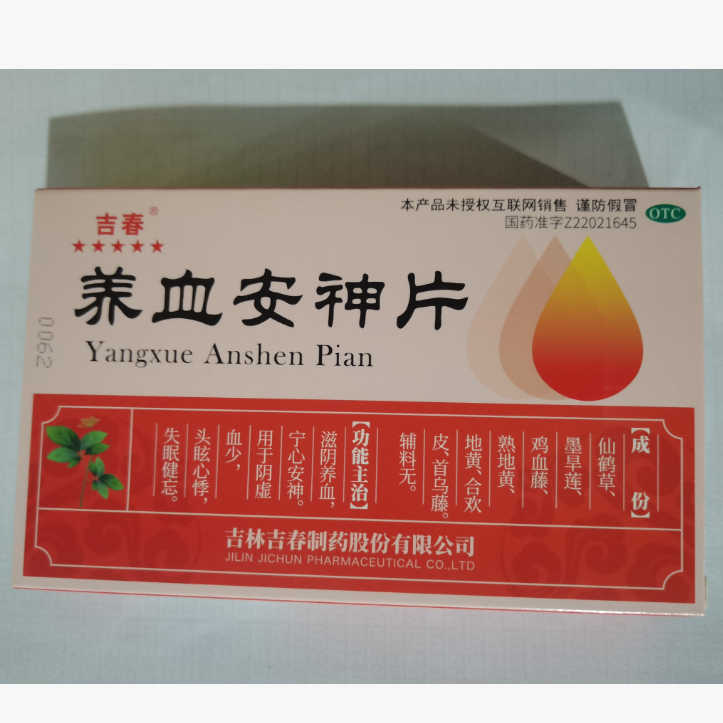 吉春®
★★★★★
本产品未授权互联网销售 谨防假冒
国药准字Z22021645
OTC
养血安神片
Yangxue Anshen Pian
0062
【成份】
仙鹤草、
墨旱莲、
鸡血藤、
熟地黄、
地黄、合欢
皮、首乌藤。
辅料无。
【功能主治】
滋阴养血，
宁心安神。
用于阴虚
血少，
头眩心悸，
失眠健忘。
吉林吉春制药股份有限公司
JILIN JICHUN PHARMACEUTICAL CO.,LTD